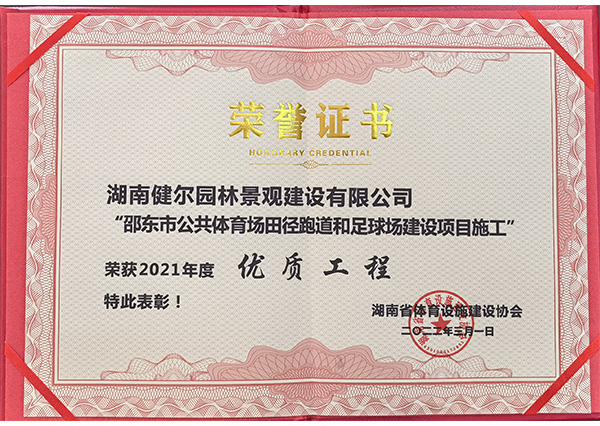 荣誉证书
HONORARY CREDENTIAL
湖南健尔园林景观建设有限公司
“邵东市公共体育场田径跑道和足球场建设项目施工”
荣获2021年度 优质工程
特此表彰！
湖南省体育设施建设协会
二〇二二年三月一日